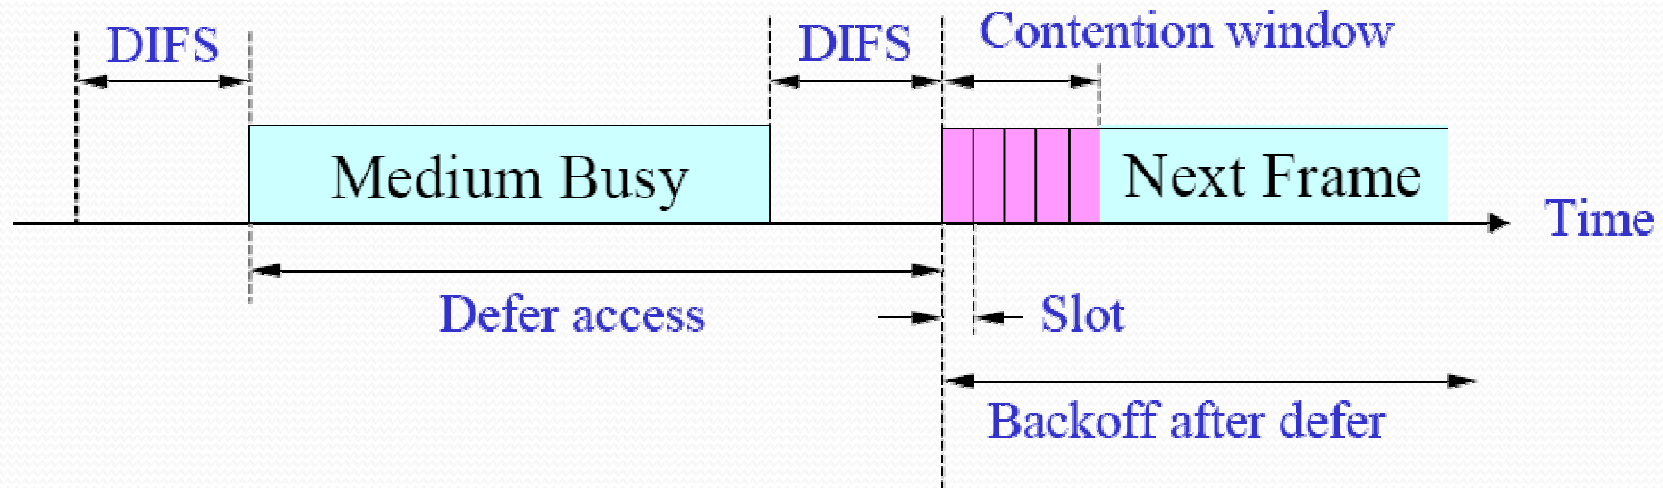 DIFS
DIFS
Contention window
Medium Busy
Next Frame
Time
Defer access
Slot
Backoff after defer